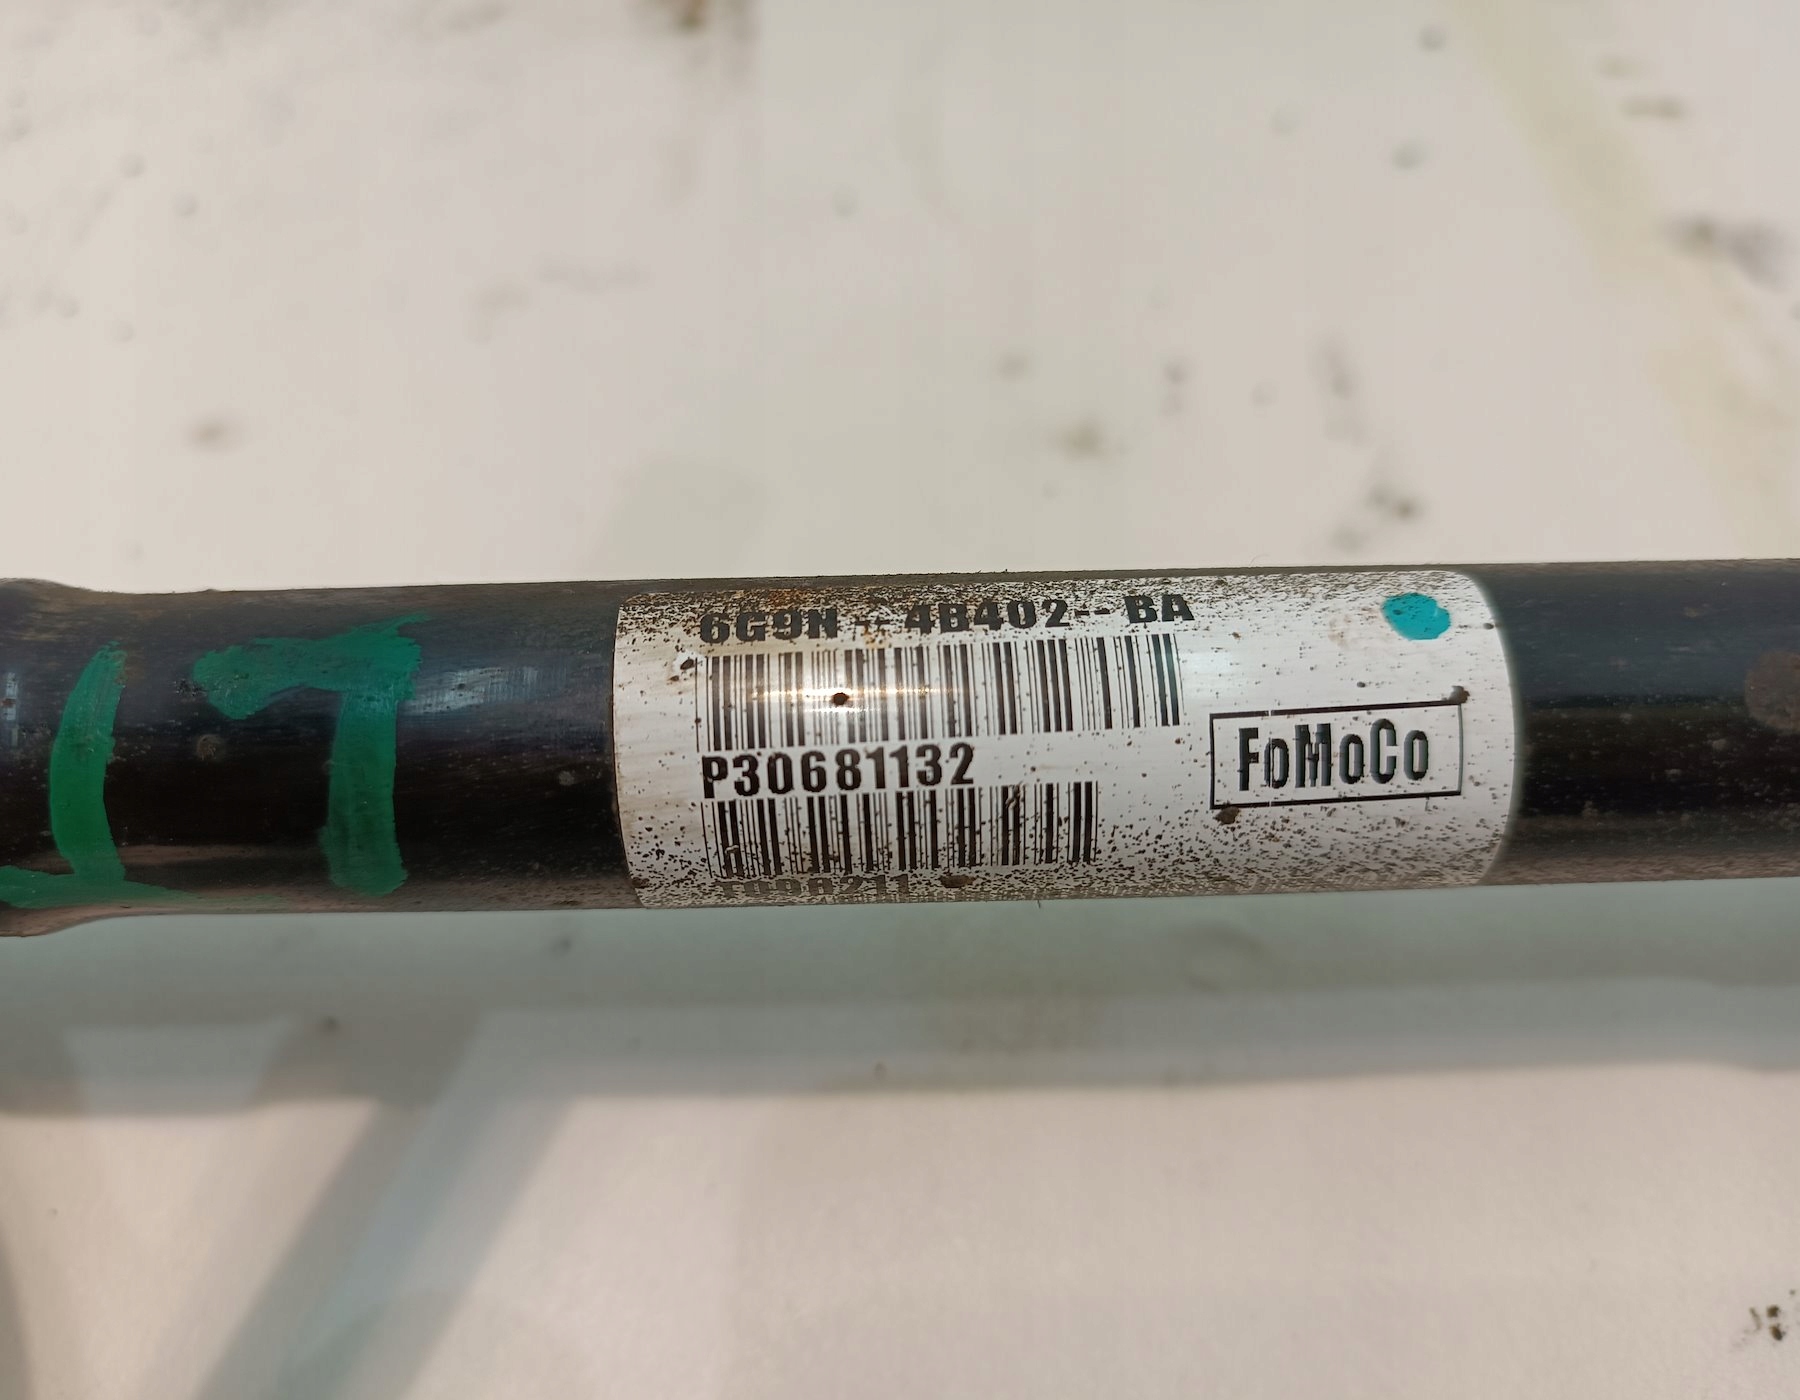 6G9N - 4B402-- BA
P30681132
FoMoCo